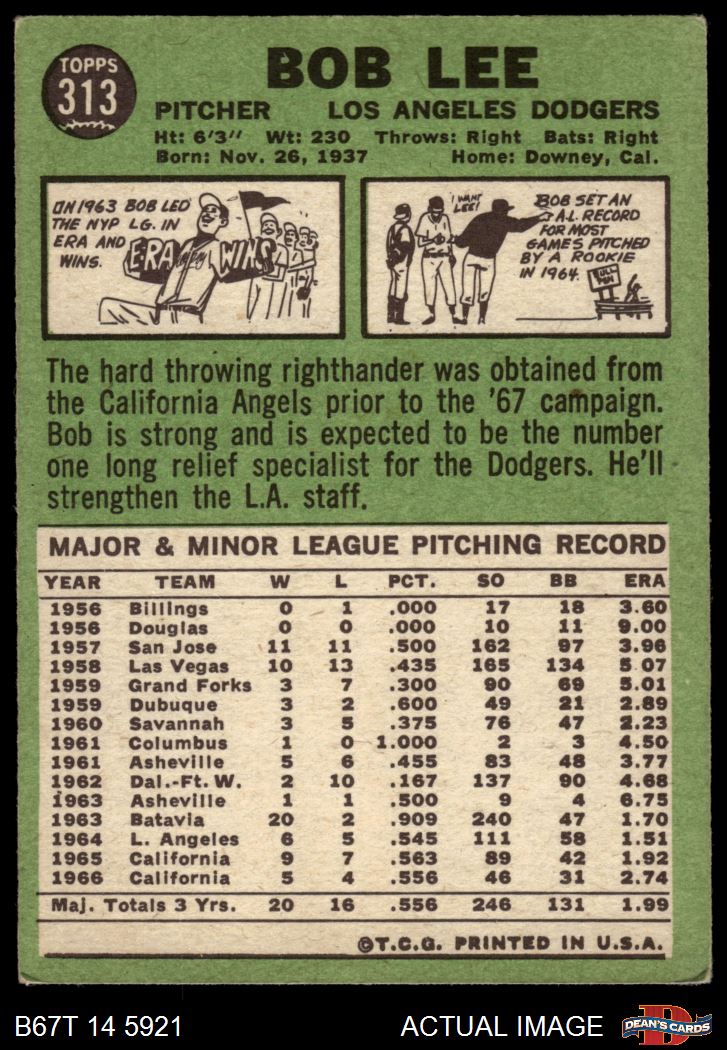 TOPPS
313
BOB LEE
PITCHER LOS ANGELES DODGERS
Ht: 6'3" Wt: 230 Throws: Right Bats: Right
Born: Nov. 26, 1937 Home: Downey, Cal.
IN 1963 BOB LED
THE NYP LG. IN
ERA AND
WINS.
ERA
WINS
I WANT
LEE!
BOB SET AN
A.L. RECORD
FOR MOST
GAMES PITCHED
BY A ROOKIE
IN 1964.
BULL
PEN
The hard throwing righthander was obtained from
the California Angels prior to the '67 campaign.
Bob is strong and is expected to be the number
one long relief specialist for the Dodgers. He'll
strengthen the L.A. staff.
MAJOR & MINOR LEAGUE PITCHING RECORD
YEAR TEAM W L PCT. SO BB ERA
1956 Billings 0 1 .000 17 18 3.60
1956 Douglas 0 0 .000 10 11 9.00
1957 San Jose 11 11 .500 162 97 3.96
1958 Las Vegas 10 13 .435 165 134 5.07
1959 Grand Forks 3 7 .300 90 69 5.01
1959 Dubuque 3 2 .600 49 21 2.89
1960 Savannah 3 5 .375 76 47 2.23
1961 Columbus 1 0 1.000 2 3 4.50
1961 Asheville 5 6 .455 83 48 3.77
1962 Dal.-Ft. W. 2 10 .167 137 90 4.68
1963 Asheville 1 1 .500 9 4 6.75
1963 Batavia 20 2 .909 240 47 1.70
1964 L. Angeles 6 5 .545 111 58 1.51
1965 California 9 7 .563 89 42 1.92
1966 California 5 4 .556 46 31 2.74
Maj. Totals 3 Yrs. 20 16 .556 246 131 1.99
©T.C.G. PRINTED IN U.S.A.
B67T 14 5921 ACTUAL IMAGE
DEAN'S CARDS